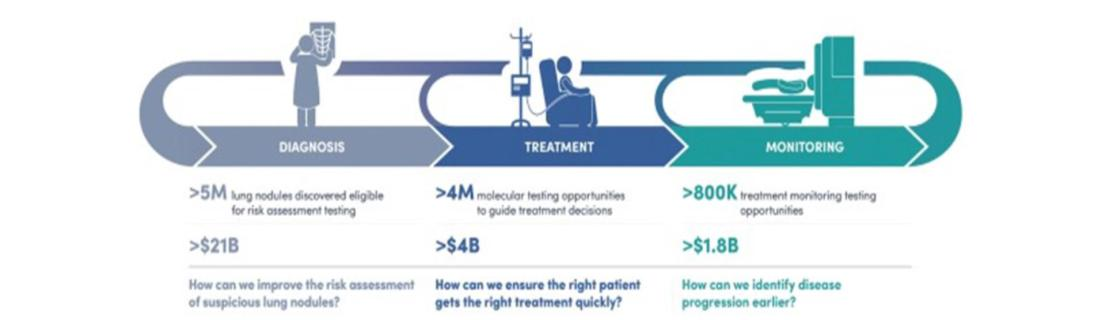 DIAGNOSIS
>5M lung nodules discovered eligible
for risk assessment testing
>$21B
How can we improve the risk assessment
of suspicious lung nodules?
TREATMENT
>4M molecular testing opportunities
to guide treatment decisions
>$4B
How can we ensure the right patient
gets the right treatment quickly?
MONITORING
>800K treatment monitoring testing
opportunities
>$1.8B
How can we identify disease
progression earlier?